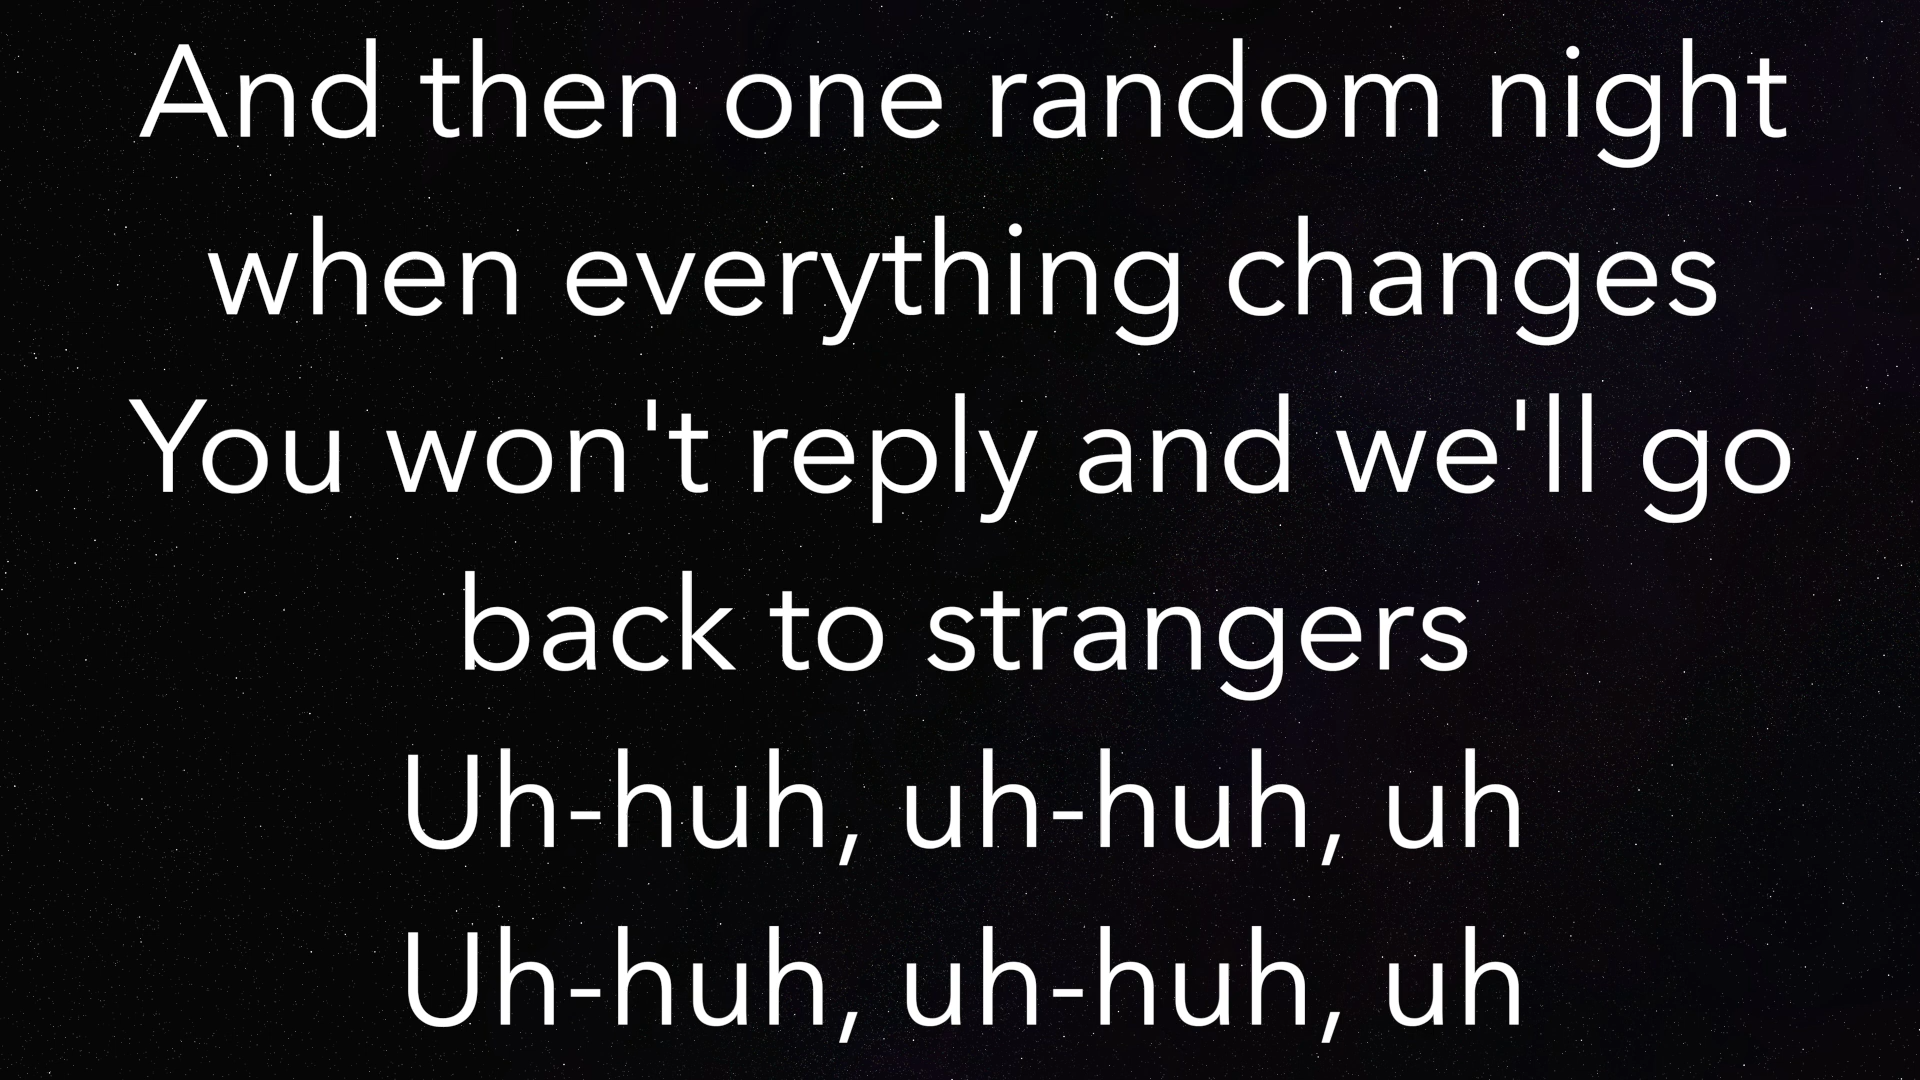 And then one random night
when everything changes
You won't reply and we'll go
back to strangers
Uh-huh, uh-huh, uh
Uh-huh, uh-huh, uh